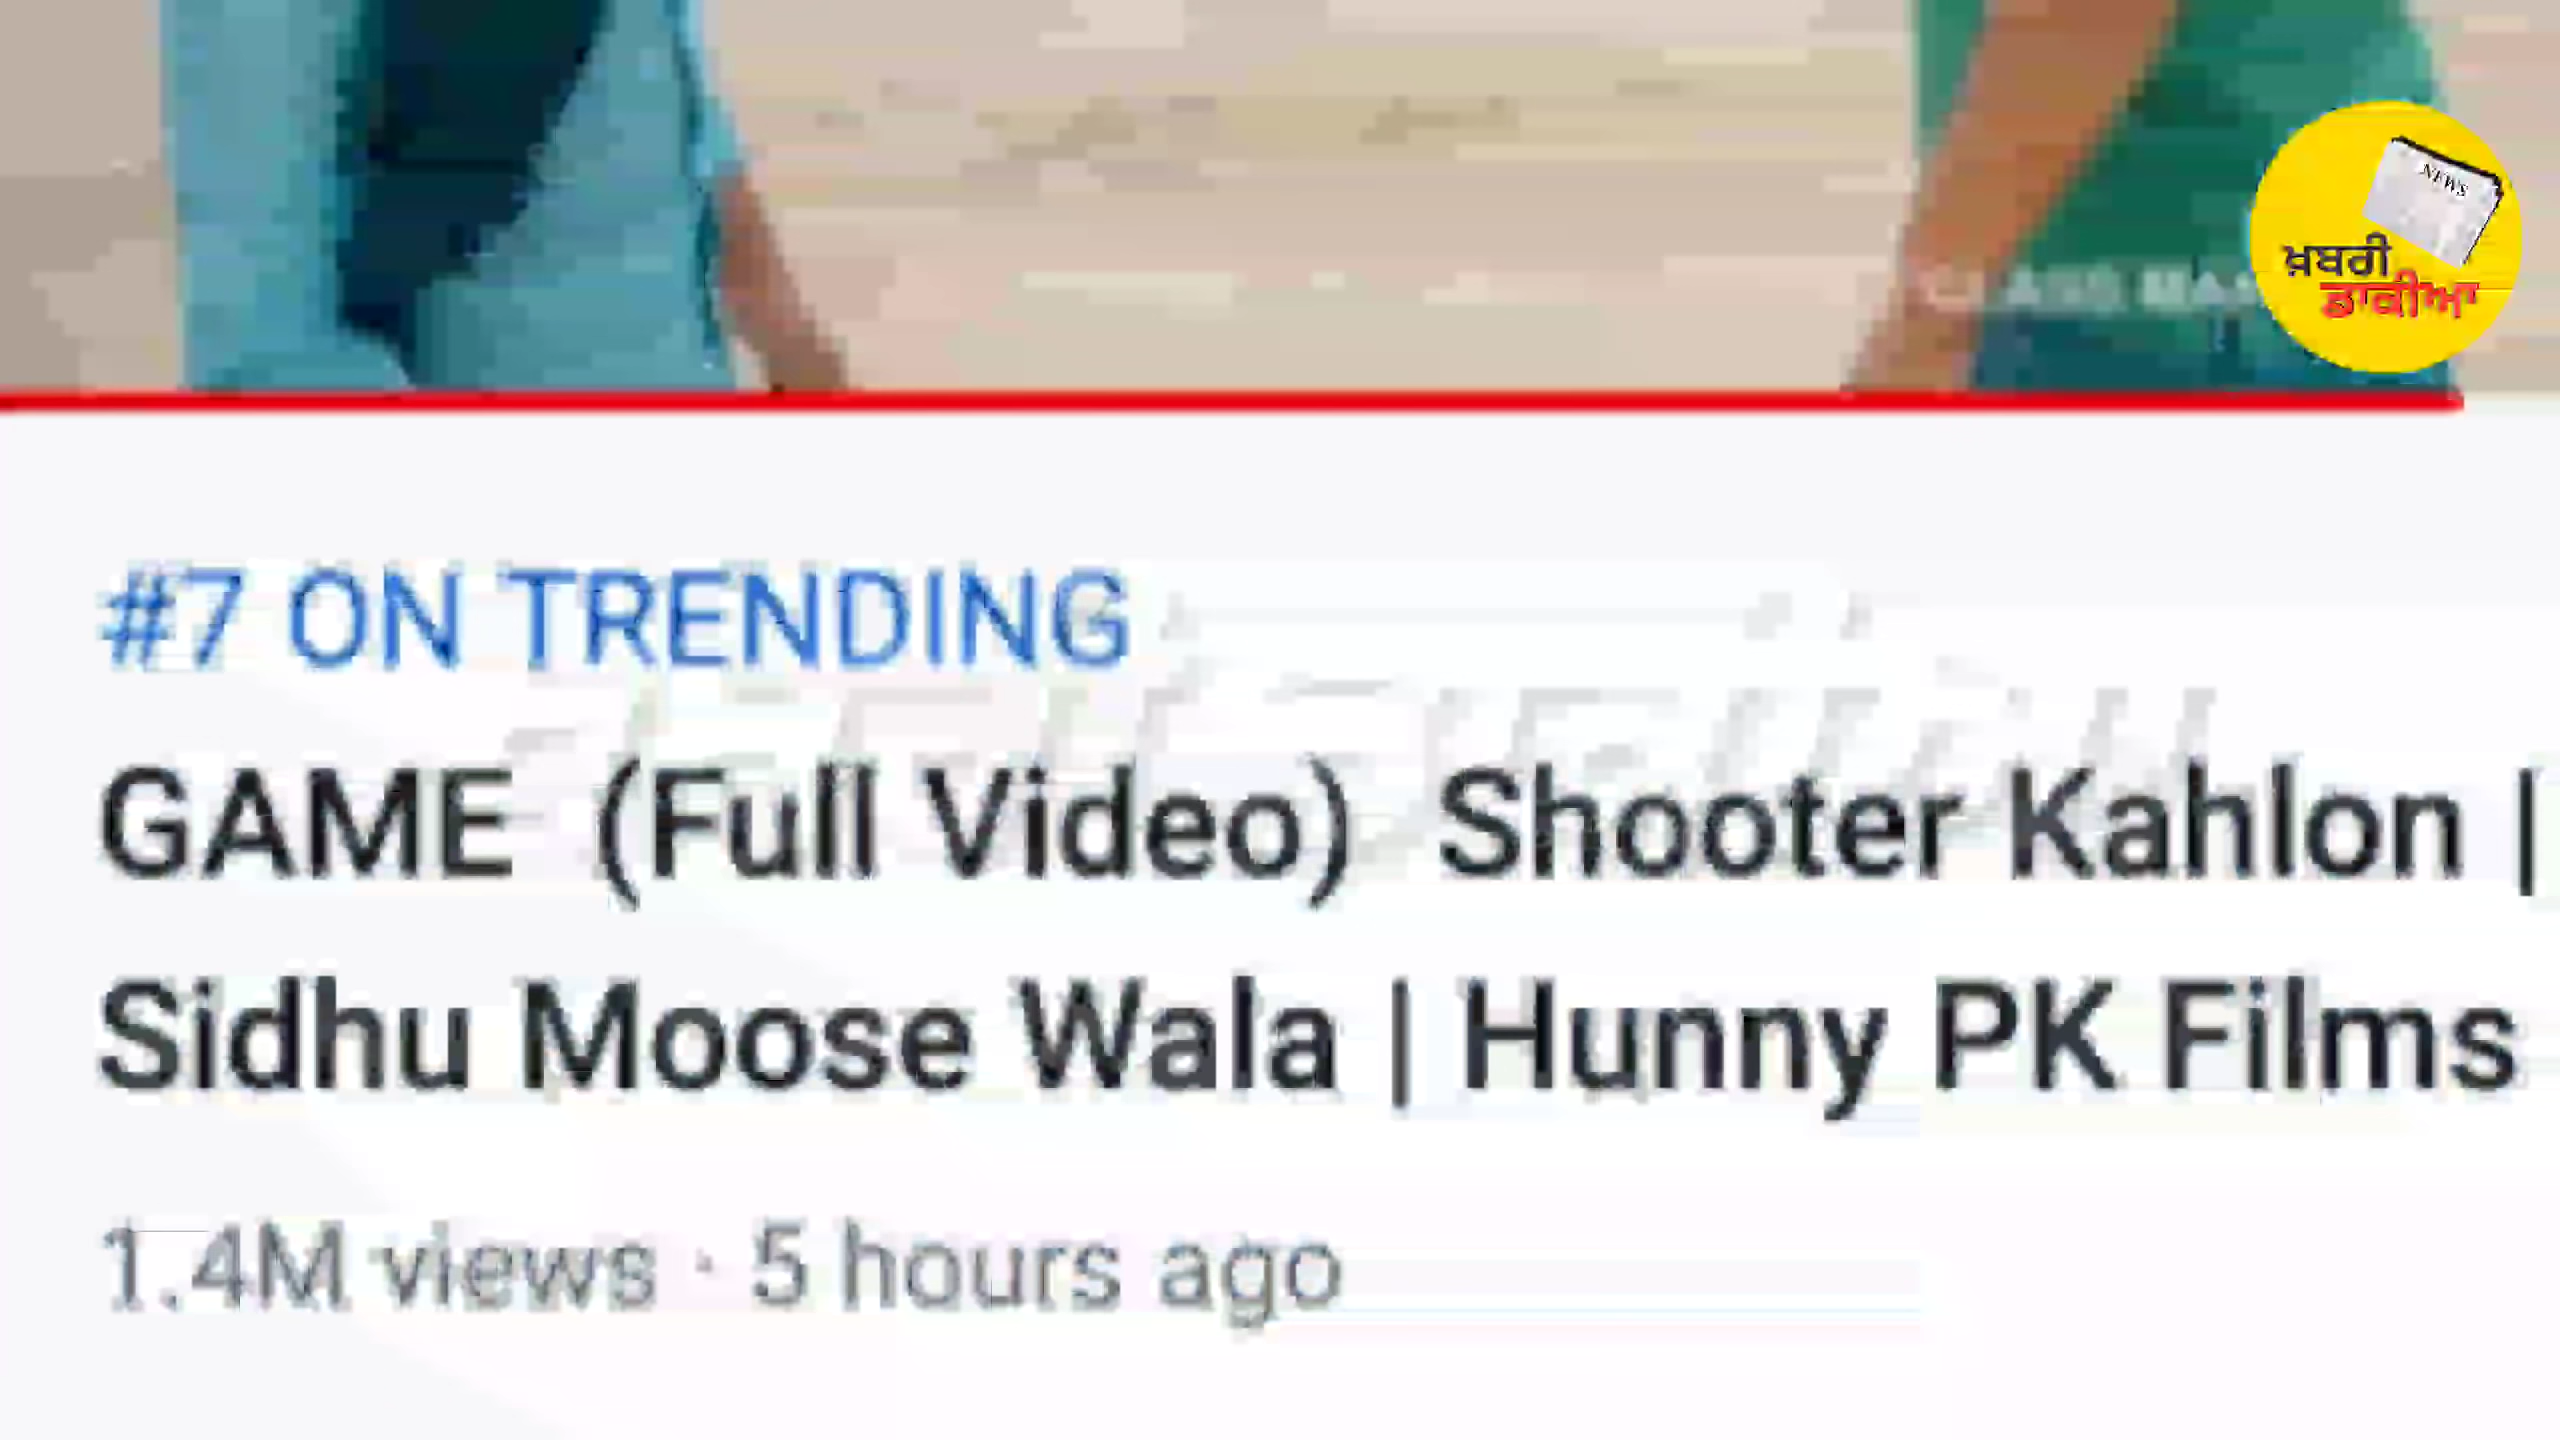 NEWS
ਖ਼ਬਰੀ
ਡਾਕੀਆ
#7 ON TRENDING
GAME (Full Video) Shooter Kahlon |
Sidhu Moose Wala | Hunny PK Films
1.4M views · 5 hours ago